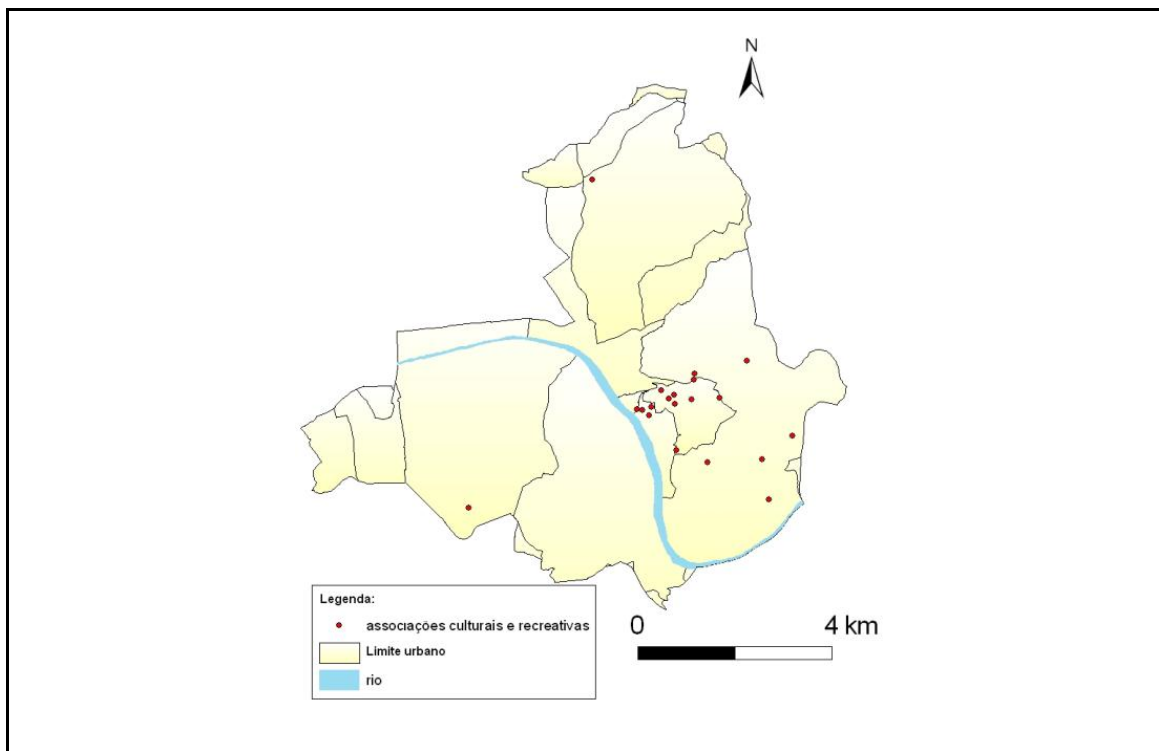 N
0 4 km
Legenda:
associações culturais e recreativas
Limite urbano
rio